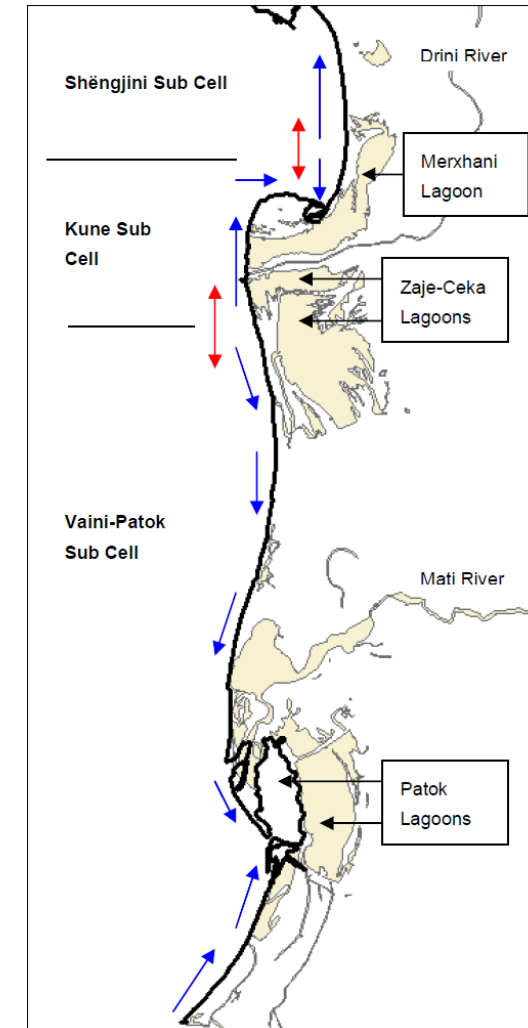 Drini River
Shëngjini Sub Cell
Merxhani
Lagoon
Kune Sub
Cell
Zaje-Ceka
Lagoons
Vaini-Patok
Sub Cell
Mati River
Patok
Lagoons